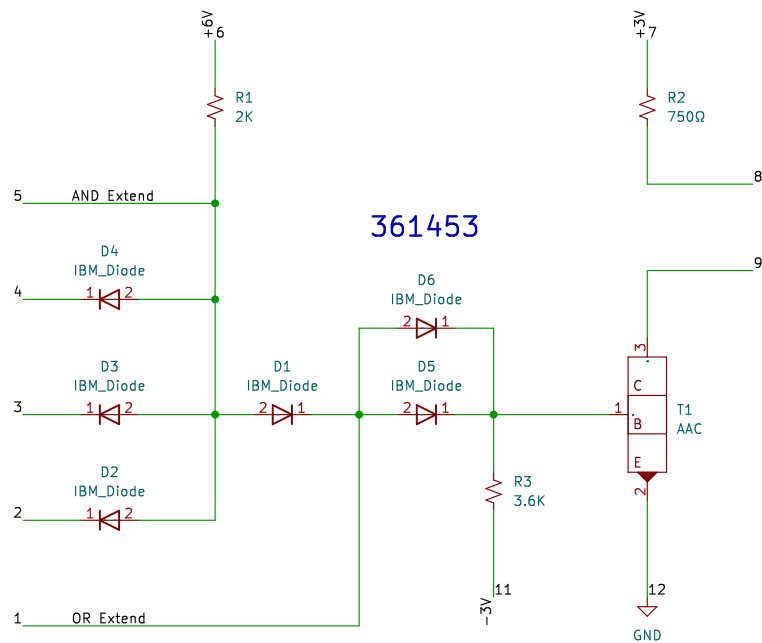 +6V
6
R1
2K
+3V
7
R2
750Ω
8
5
AND Extend
361453
D4
IBM_Diode
4
1 2
9
D6
IBM_Diode
2 1
3
C
D3
IBM_Diode
3
1 2
D1
IBM_Diode
2 1
D5
IBM_Diode
2 1
1
B
T1
AAC
E
2
D2
IBM_Diode
2
1 2
R3
3.6K
11
-3V
12
GND
1
OR Extend